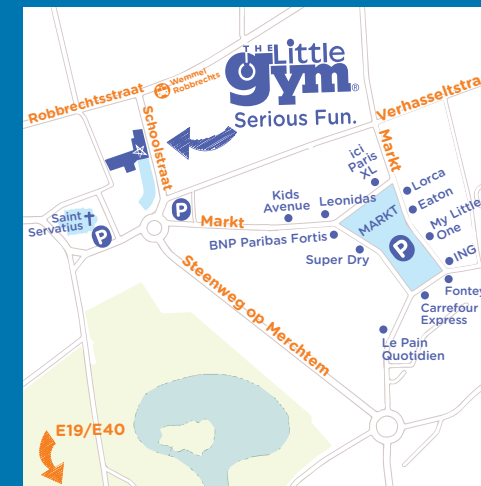 THE
Little
gym®
Serious Fun.
Robbrechtsstraat
Wemmel
Robbrechts
Schoolstraat
Verhasseltstra
Markt
ici
Paris
XL
Lorca
Eaton
My Little
One
ING
Fontey
Carrefour
Express
Le Pain
Quotidien
Kids
Avenue
Leonidas
MARKT
P
P
Markt
BNP Paribas Fortis
Super Dry
Saint
Servatius
P
Steenweg op Merchtem
E19/E40